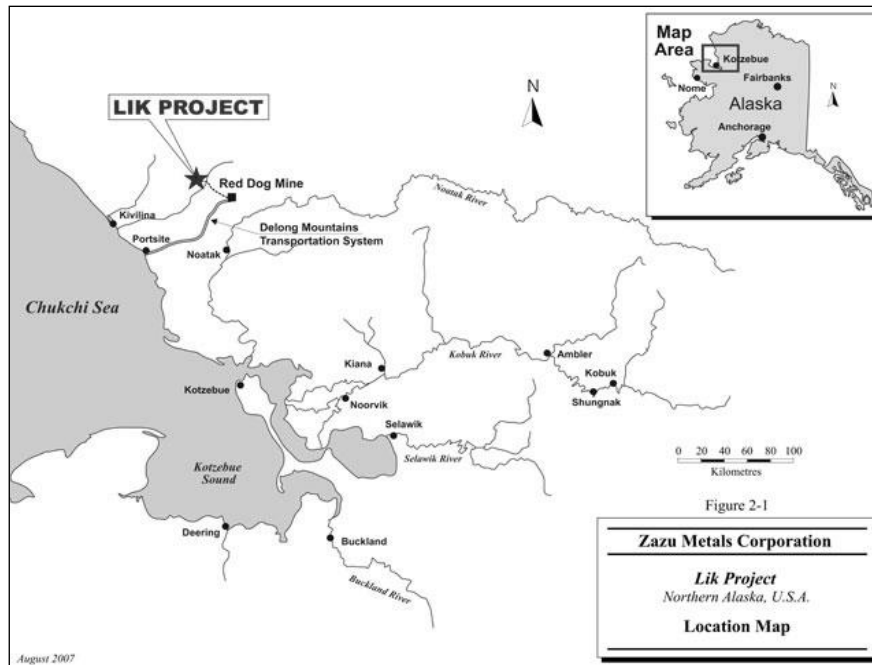 Map
Area
Kotzebue
Fairbanks
Nome
Alaska
N
Anchorage
N
LIK PROJECT
Red Dog Mine
Noatak River
Kivilina
Portsite
Delong Mountains
Transportation System
Noatak
Chukchi Sea
Kiana
Kobuk River
Ambler
Kotzebue
Kobuk
Noorvik
Shungnak
Selawik
Selawik River
Kotzebue
Sound
0 20 40 60 80 100
Kilometres
Figure 2-1
Deering
Buckland
Buckland River
Zazu Metals Corporation
Lik Project
Northern Alaska, U.S.A.
Location Map
August 2007